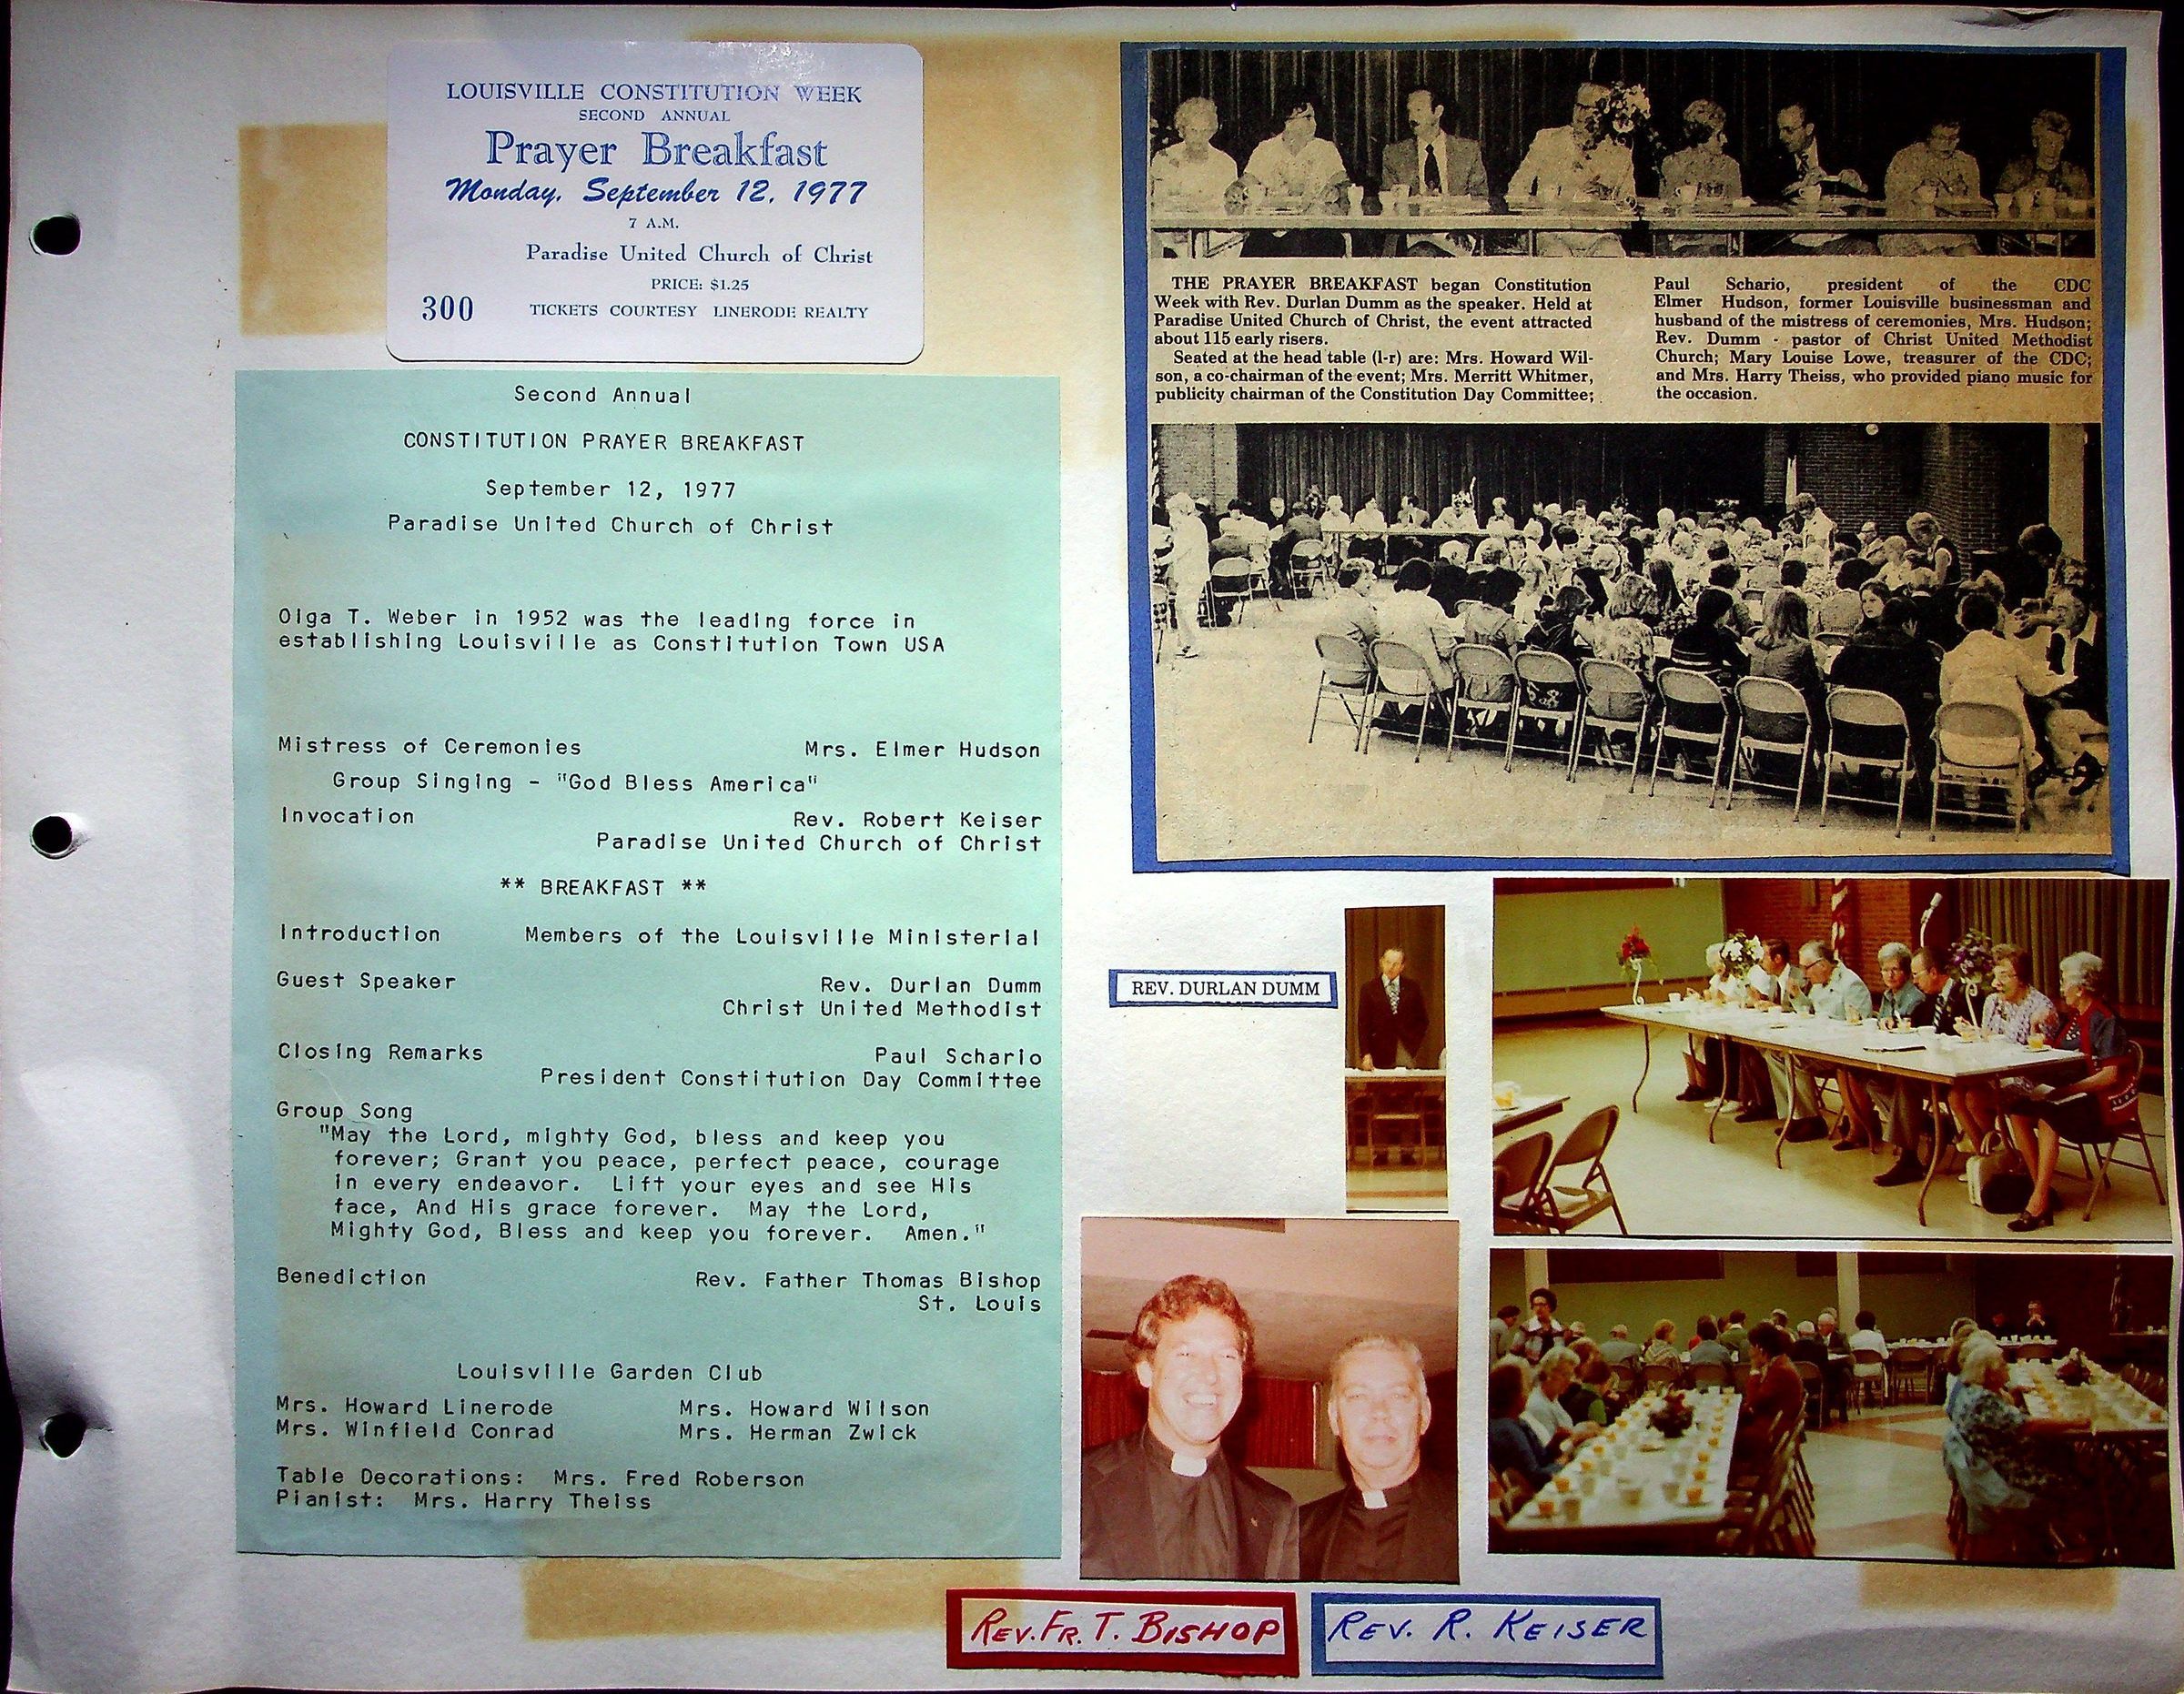 LOUISVILLE CONSTITUTION WEEK
SECOND ANNUAL
Prayer Breakfast
Monday, September 12, 1977
7 A.M.
Paradise United Church of Christ
PRICE: $1.25
300 TICKETS COURTESY LINERODE REALTY
Second Annual
CONSTITUTION PRAYER BREAKFAST
September 12, 1977
Paradise United Church of Christ
Olga T. Weber in 1952 was the leading force in
establishing Louisville as Constitution Town USA
Mistress of Ceremonies Mrs. Elmer Hudson
Group Singing - "God Bless America"
Invocation Rev. Robert Keiser
Paradise United Church of Christ
** BREAKFAST **
Introduction Members of the Louisville Ministerial
Guest Speaker Rev. Durlan Dumm
Christ United Methodist
Closing Remarks Paul Schario
President Constitution Day Committee
Group Song
"May the Lord, mighty God, bless and keep you
forever; Grant you peace, perfect peace, courage
in every endeavor. Lift your eyes and see His
face, And His grace forever. May the Lord,
Mighty God, Bless and keep you forever. Amen."
Benediction Rev. Father Thomas Bishop
St. Louis
Louisville Garden Club
Mrs. Howard Linerode Mrs. Howard Wilson
Mrs. Winfield Conrad Mrs. Herman Zwick
Table Decorations: Mrs. Fred Roberson
Pianist: Mrs. Harry Theiss
THE PRAYER BREAKFAST began Constitution
Week with Rev. Durlan Dumm as the speaker. Held at
Paradise United Church of Christ, the event attracted
about 115 early risers.
Seated at the head table (l-r) are: Mrs. Howard Wil-
son, a co-chairman of the event; Mrs. Merritt Whitmer,
publicity chairman of the Constitution Day Committee;
Paul Schario, president of the CDC
Elmer Hudson, former Louisville businessman and
husband of the mistress of ceremonies, Mrs. Hudson;
Rev. Dumm - pastor of Christ United Methodist
Church; Mary Louise Lowe, treasurer of the CDC;
and Mrs. Harry Theiss, who provided piano music for
the occasion.
REV. DURLAN DUMM
REV. FR. T. BISHOP
REV. R. KEISER